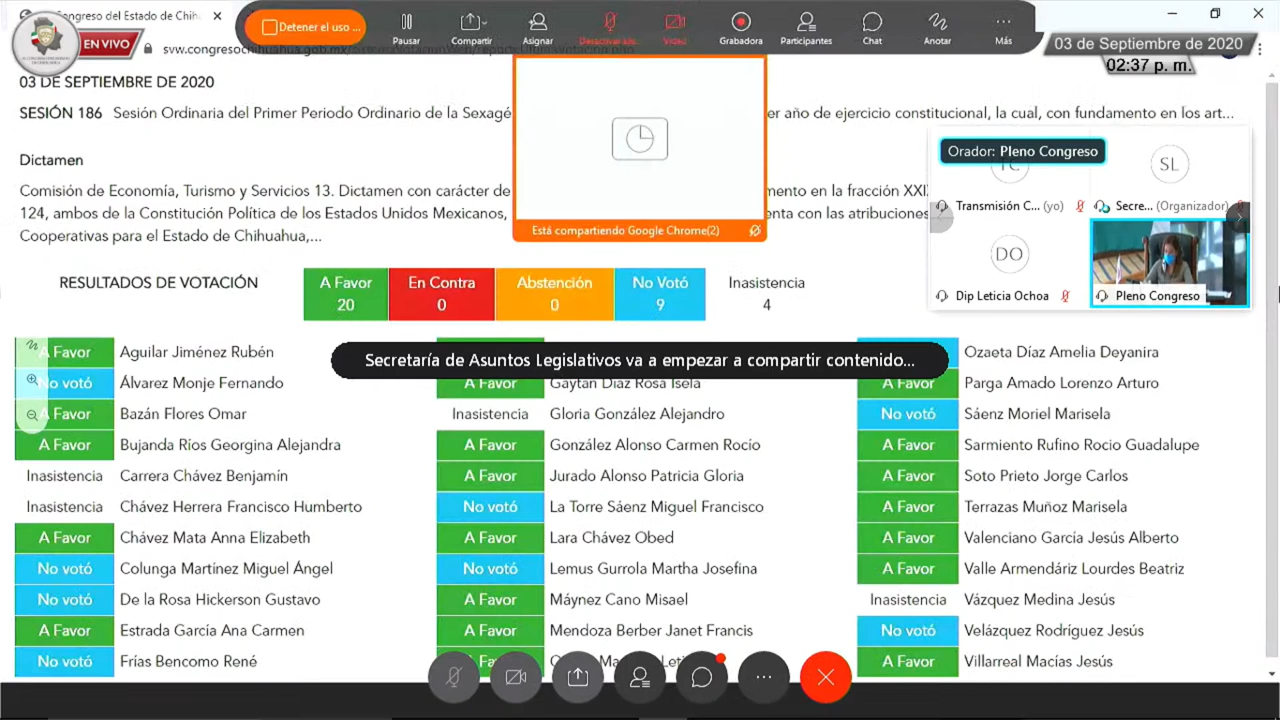 Congreso del Estado de Chih
Detener el uso ...
Pausar
Compartir
Asignar
Video
Grabadora
Participantes
Chat
Anotar
Más
EN VIVO
03 de Septiembre de 2020
02:37 p. m.
03 DE SEPTIEMBRE DE 2020
SESIÓN 186 Sesión Ordinaria del Primer Periodo Ordinario de la Sexagé
er año de ejercicio constitucional, la cual, con fundamento en los art...
Dictamen
Comisión de Economía, Turismo y Servicios 13. Dictamen con carácter de
mento en la fracción XXI
124, ambos de la Constitución Política de los Estados Unidos Mexicanos,
enta con las atribuciones
Cooperativas para el Estado de Chihuahua,...
Está compartiendo Google Chrome(2)
Orador: Pleno Congreso
TC
SL
Transmisión C... (yo)
Secre... (Organizador)
DO
Dip Leticia Ochoa
Pleno Congreso
RESULTADOS DE VOTACIÓN
A Favor 20
En Contra 0
Abstención 0
No Votó 9
Inasistencia 4
Secretaría de Asuntos Legislativos va a empezar a compartir contenido...
A Favor Aguilar Jiménez Rubén
No votó Álvarez Monje Fernando
A Favor Bazán Flores Omar
A Favor Bujanda Ríos Georgina Alejandra
Inasistencia Carrera Chávez Benjamín
Inasistencia Chávez Herrera Francisco Humberto
A Favor Chávez Mata Anna Elizabeth
No votó Colunga Martínez Miguel Ángel
No votó De la Rosa Hickerson Gustavo
A Favor Estrada García Ana Carmen
No votó Frías Bencomo René
A Favor Gaytán Díaz Rosa Isela
Inasistencia Gloria González Alejandro
A Favor González Alonso Carmen Rocío
A Favor Jurado Alonso Patricia Gloria
No votó La Torre Sáenz Miguel Francisco
A Favor Lara Chávez Obed
No votó Lemus Gurrola Martha Josefina
A Favor Máynez Cano Misael
A Favor Mendoza Berber Janet Francis
Ozaeta Díaz Amelia Deyanira
A Favor Parga Amado Lorenzo Arturo
No votó Sáenz Moriel Marisela
A Favor Sarmiento Rufino Rocio Guadalupe
A Favor Soto Prieto Jorge Carlos
A Favor Terrazas Muñoz Marisela
A Favor Valenciano García Jesús Alberto
A Favor Valle Armendáriz Lourdes Beatriz
Inasistencia Vázquez Medina Jesús
No votó Velázquez Rodríguez Jesús
A Favor Villarreal Macías Jesús